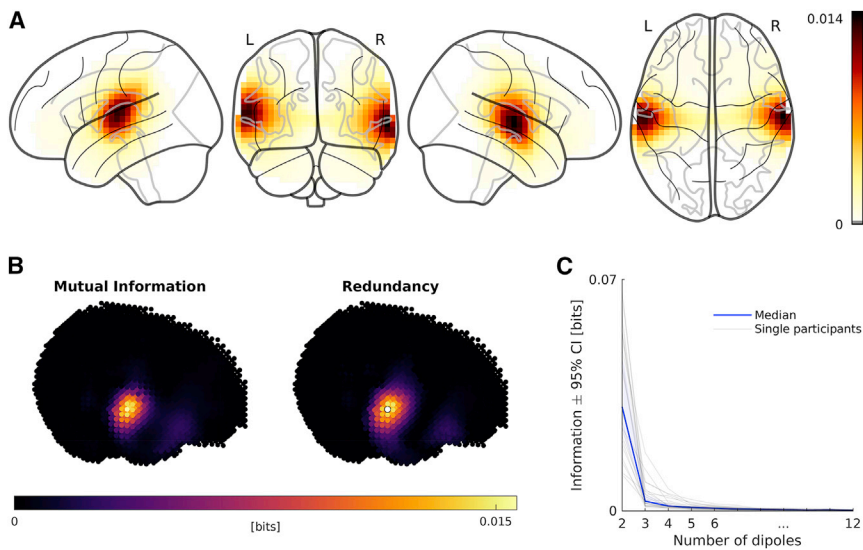 A
L
R
L
R
0.014
0
B
Mutual Information
Redundancy
0
[bits]
0.015
C
0.07
Median
Single participants
Information ± 95% CI [bits]
0
2 3 4 5 6 ... 12
Number of dipoles